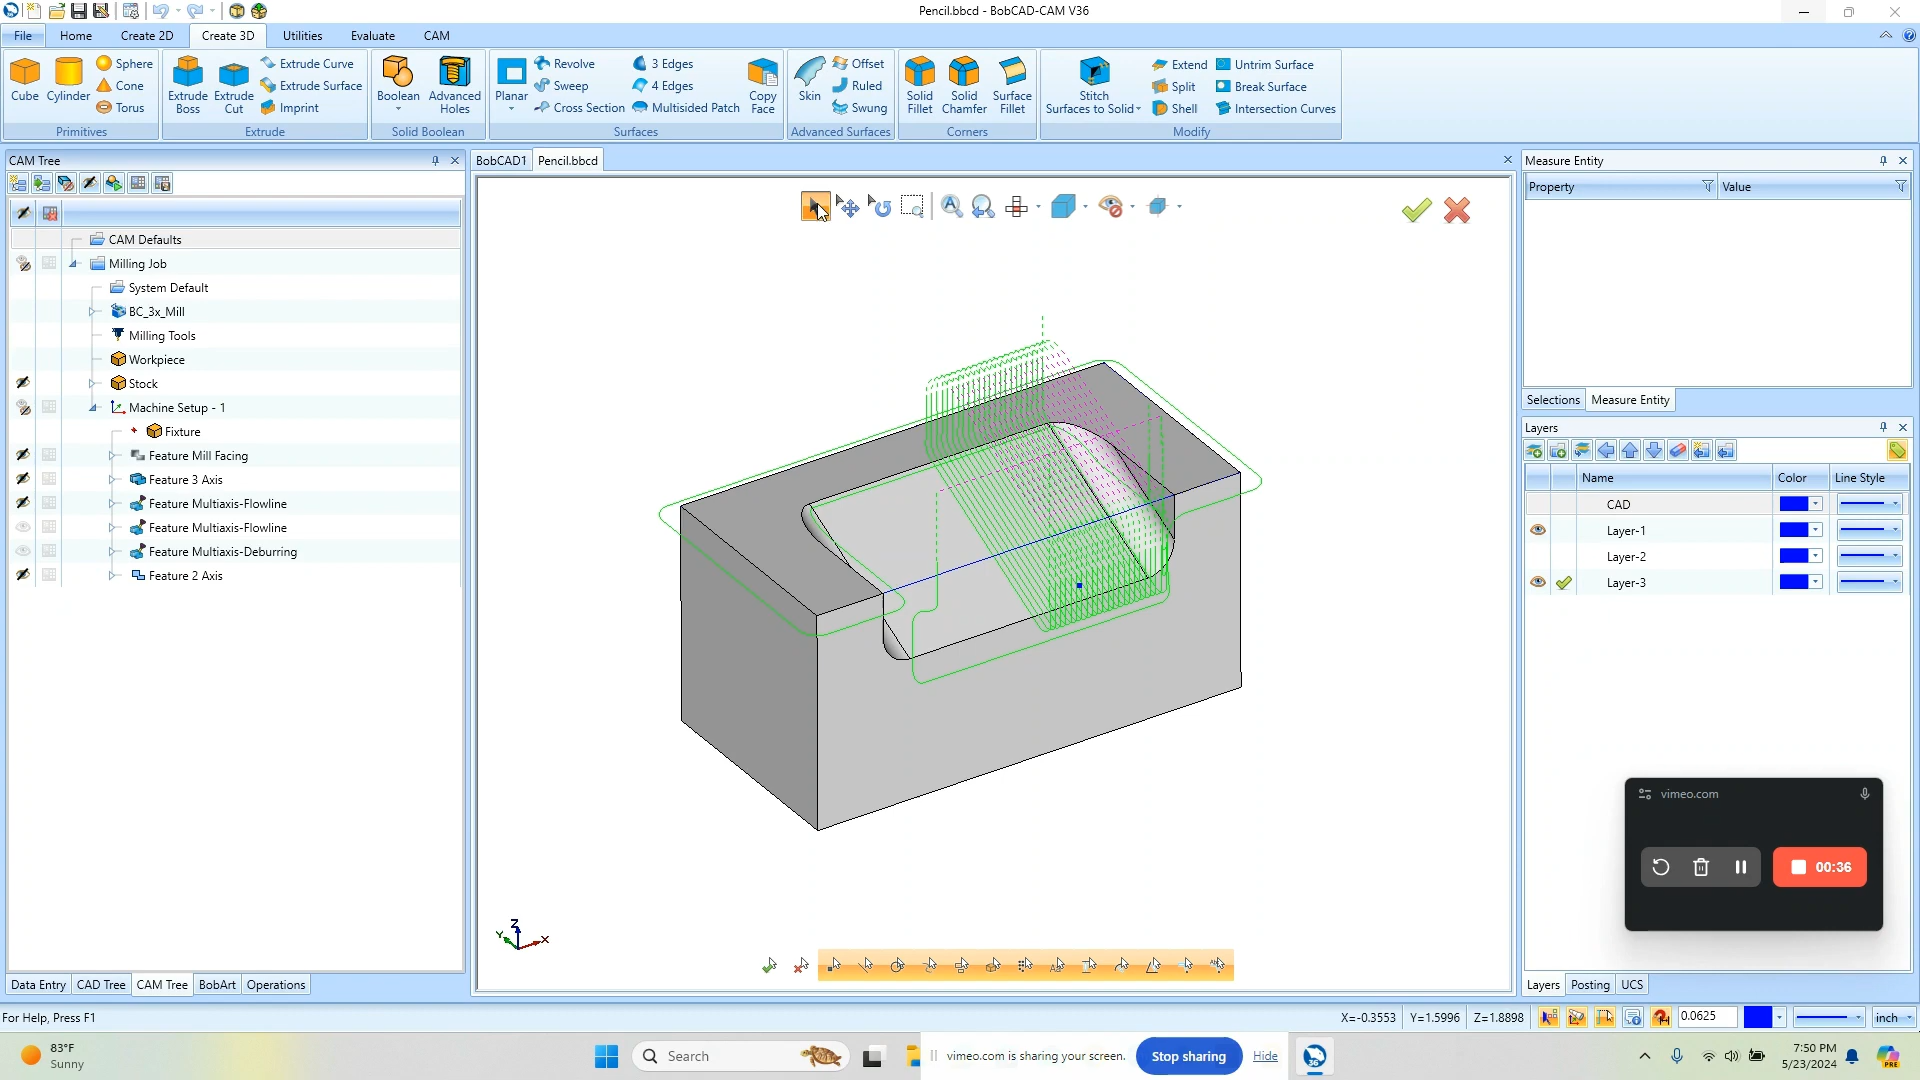 Pencil.bbcd - BobCAD-CAM V36
File Home Create 2D Create 3D Utilities Evaluate CAM
Cube
Cylinder
Sphere
Cone
Torus
Primitives
Extrude Boss
Extrude Cut
Extrude Curve
Extrude Surface
Imprint
Extrude
Boolean
Advanced Holes
Solid Boolean
Planar
Revolve
Sweep
Cross Section
3 Edges
4 Edges
Multisided Patch
Copy Face
Surfaces
Skin
Offset
Ruled
Swung
Advanced Surfaces
Solid Fillet
Solid Chamfer
Surface Fillet
Corners
Stitch
Surfaces to Solid
Extend
Split
Shell
Untrim Surface
Break Surface
Intersection Curves
Modify
CAM Tree
CAM Defaults
Milling Job
System Default
BC_3x_Mill
Milling Tools
Workpiece
Stock
Machine Setup - 1
Fixture
Feature Mill Facing
Feature 3 Axis
Feature Multiaxis-Flowline
Feature Multiaxis-Flowline
Feature Multiaxis-Deburring
Feature 2 Axis
Data Entry CAD Tree CAM Tree BobArt Operations
BobCAD1 Pencil.bbcd
Z
Y
X
Measure Entity
Property Value
Selections Measure Entity
Layers
Name Color Line Style
CAD
Layer-1
Layer-2
Layer-3
vimeo.com
00:36
Layers Posting UCS
For Help, Press F1
X=-0.3553 Y=1.5996 Z=1.8898 0.0625 inch
83°F
Sunny
Search
vimeo.com is sharing your screen. Stop sharing Hide
7:50 PM
5/23/2024
PRE